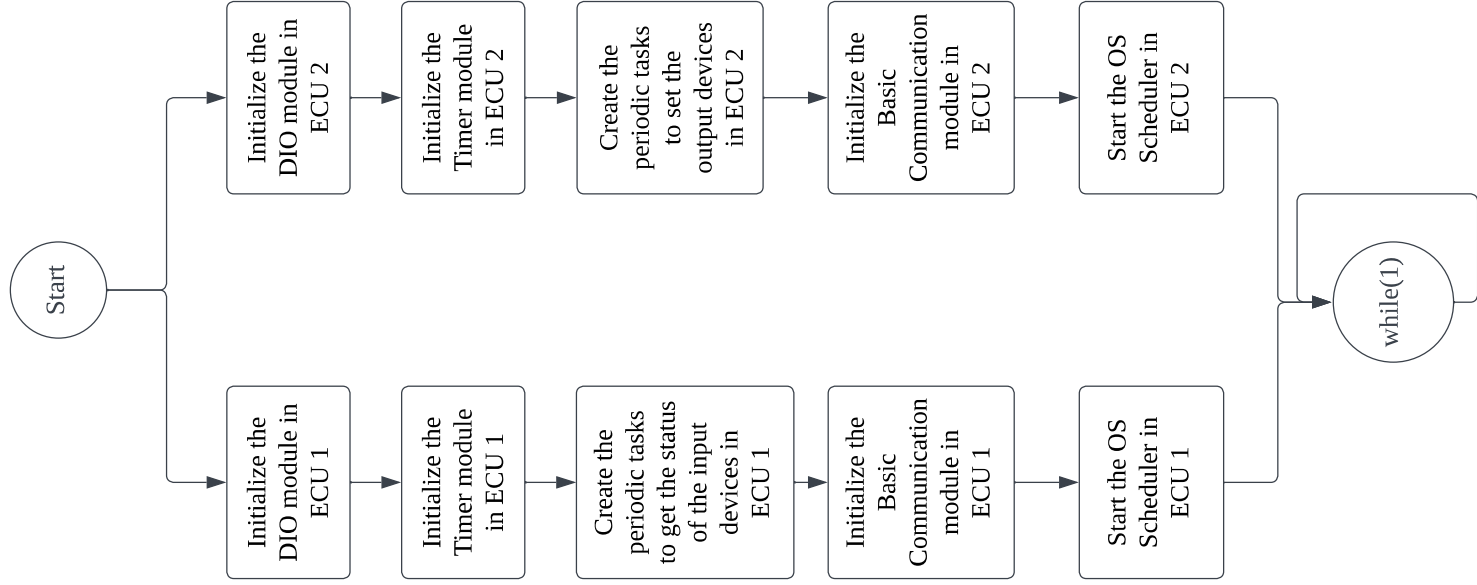 Start
Initialize the
DIO module in
ECU 1
Initialize the
Timer module
in ECU 1
Create the
periodic tasks
to get the status
of the input
devices in
ECU 1
Initialize the
Basic
Communication
module in
ECU 1
Start the OS
Scheduler in
ECU 1
Initialize the
DIO module in
ECU 2
Initialize the
Timer module
in ECU 2
Create the
periodic tasks
to set the
output devices
in ECU 2
Initialize the
Basic
Communication
module in
ECU 2
Start the OS
Scheduler in
ECU 2
while(1)